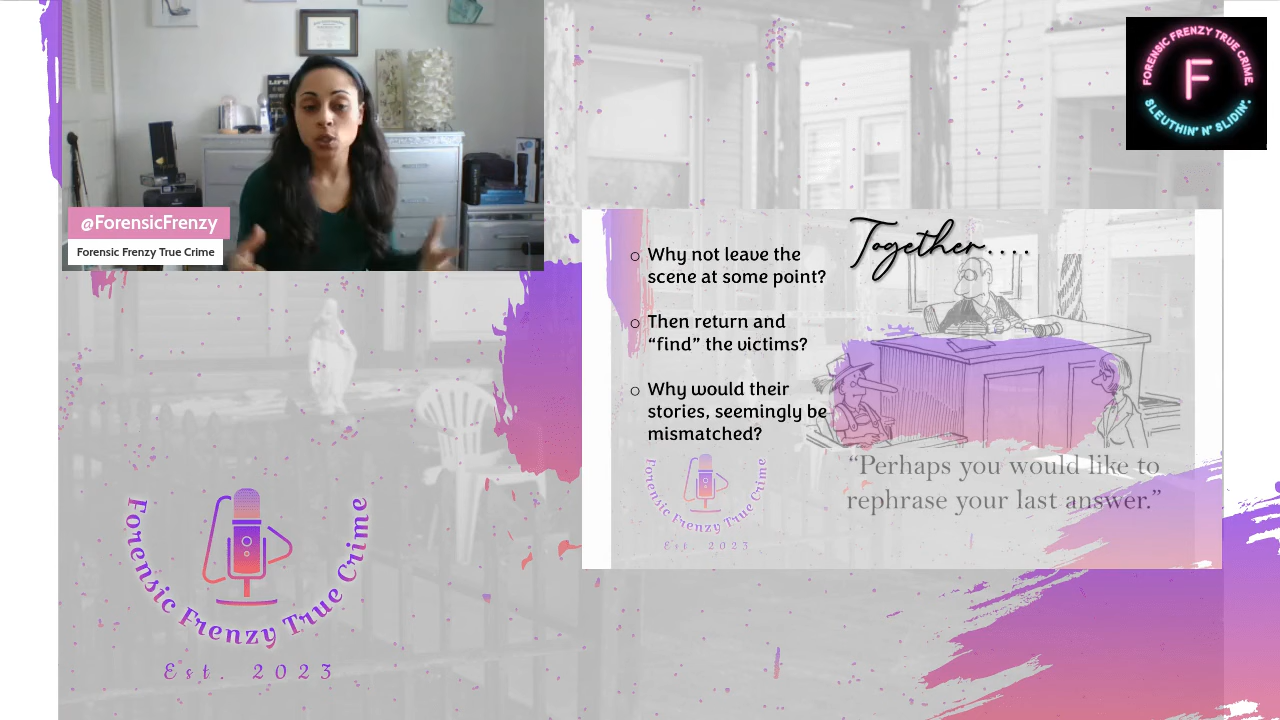 LIFE
@ForensicFrenzy
Forensic Frenzy True Crime
FORENSIC FRENZY TRUE CRIME.
F
SLEUTHIN' N' SLIDIN'.
Together....
Why not leave the
scene at some point?
Then return and
“find” the victims?
Why would their
stories, seemingly be
mismatched?
“Perhaps you would like to
rephrase your last answer.”
Forensic Frenzy True Crime
Est. 2023
Forensic Frenzy True Crime
Est. 2023